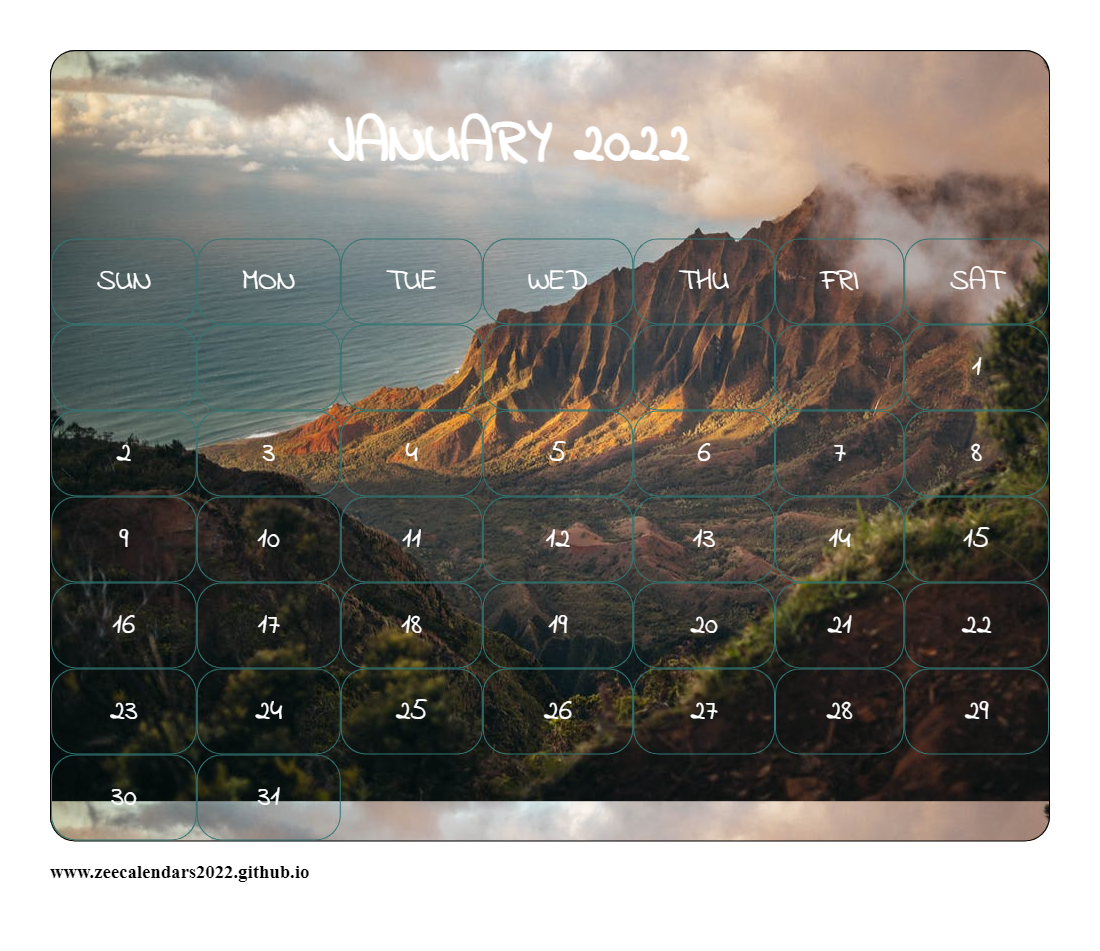 JANUARY 2022
SUN MON TUE WED THU FRI SAT
1
2 3 4 5 6 7 8
9 10 11 12 13 14 15
16 17 18 19 20 21 22
23 24 25 26 27 28 29
30 31
www.zeecalendars2022.github.io